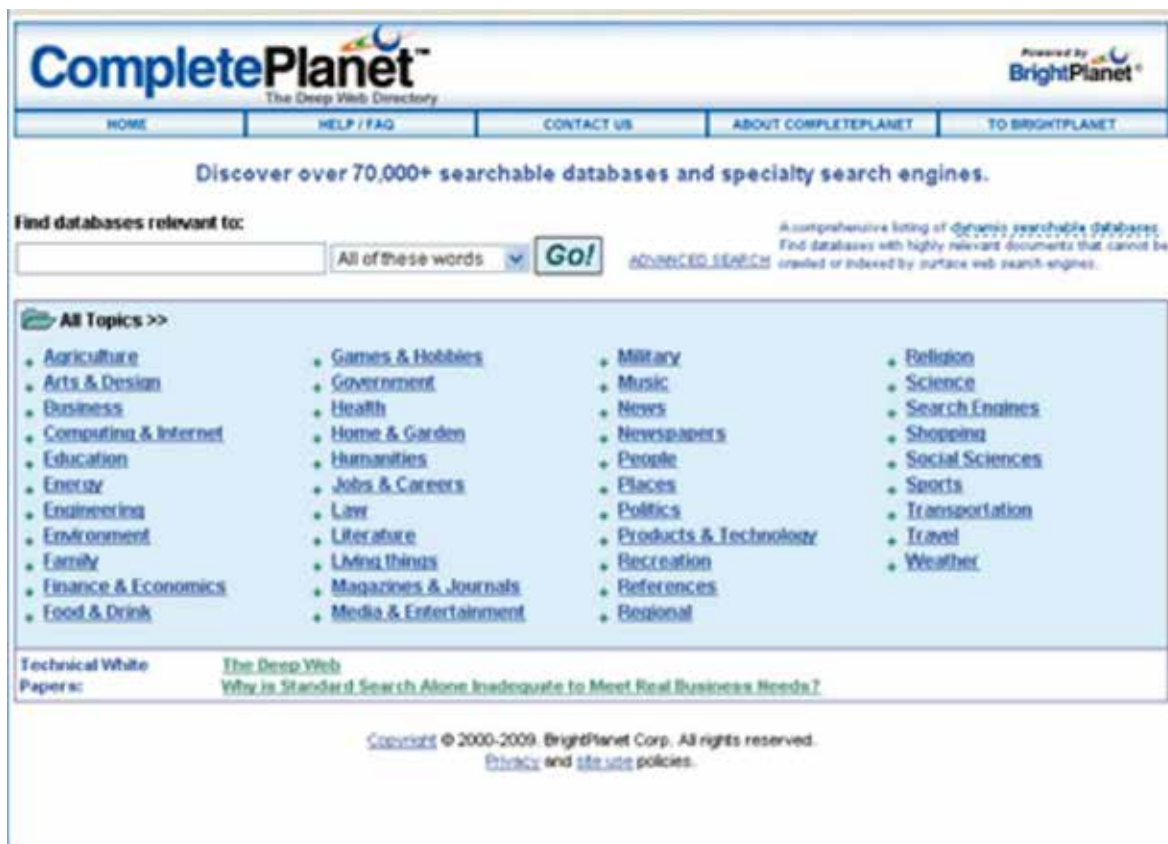 CompletePlanet™
The Deep Web Directory
Powered by
BrightPlanet®
HOME HELP / FAQ CONTACT US ABOUT COMPLETEPLANET TO BRIGHTPLANET
Discover over 70,000+ searchable databases and specialty search engines.
Find databases relevant to:
All of these words Go! ADVANCED SEARCH
A comprehensive listing of dynamic searchable databases.
Find databases with highly relevant documents that cannot be
crawled or indexed by surface web search engines.
All Topics >>
Agriculture
Arts & Design
Business
Computing & Internet
Education
Energy
Engineering
Environment
Family
Finance & Economics
Food & Drink
Games & Hobbies
Government
Health
Home & Garden
Humanities
Jobs & Careers
Law
Literature
Living things
Magazines & Journals
Media & Entertainment
Military
Music
News
Newspapers
People
Places
Politics
Products & Technology
Recreation
References
Regional
Religion
Science
Search Engines
Shopping
Social Sciences
Sports
Transportation
Travel
Weather
Technical White
Papers:
The Deep Web
Why is Standard Search Alone Inadequate to Meet Real Business Needs?
Copyright © 2000-2009. BrightPlanet Corp. All rights reserved.
Privacy and site use policies.